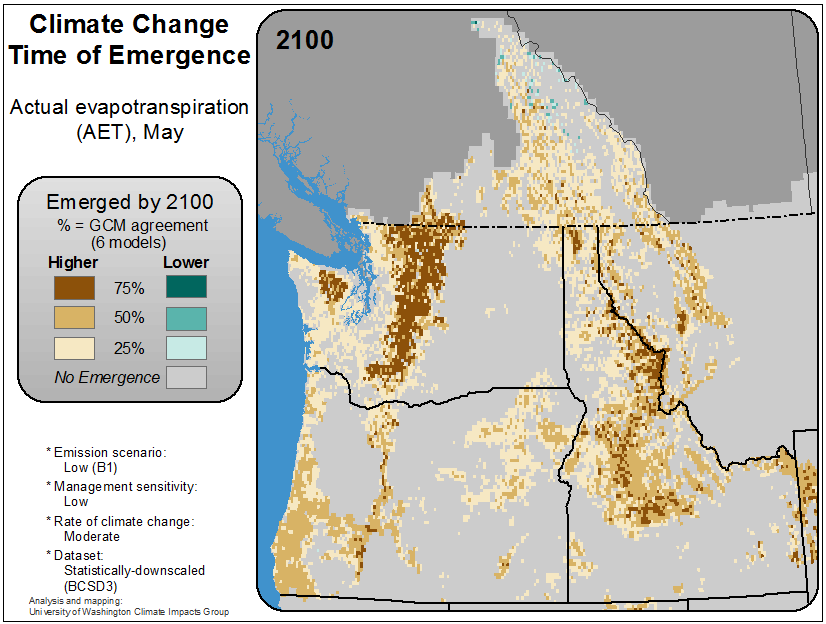 Climate Change
Time of Emergence
Actual evapotranspiration
(AET), May
Emerged by 2100
% = GCM agreement
(6 models)
Higher Lower
75%
50%
25%
No Emergence
* Emission scenario:
Low (B1)
* Management sensitivity:
Low
* Rate of climate change:
Moderate
* Dataset:
Statistically-downscaled
(BCSD3)
Analysis and mapping:
University of Washington Climate Impacts Group
2100